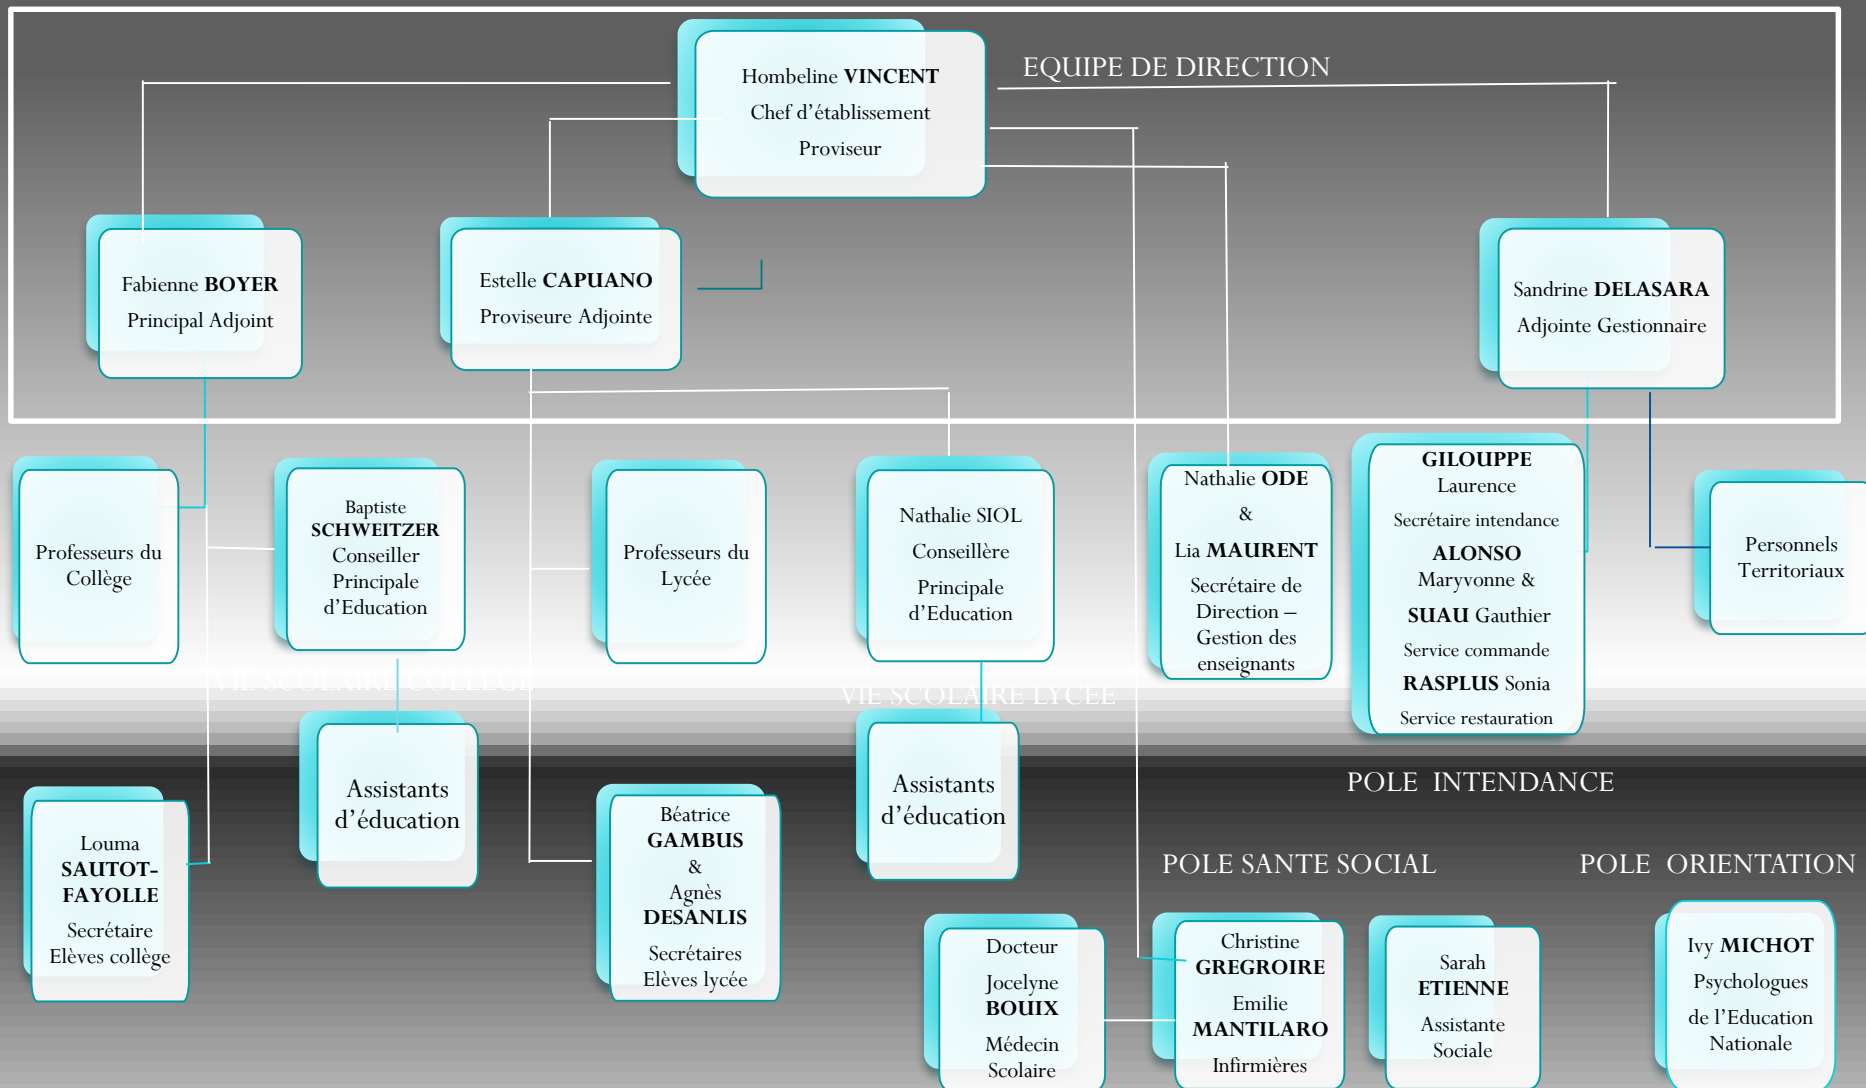 EQUIPE DE DIRECTION
Hombeline VINCENT
Chef d'établissement
Proviseur
Fabienne BOYER
Principal Adjoint
Estelle CAPUANO
Proviseure Adjointe
Sandrine DELASARA
Adjointe Gestionnaire
Professeurs du
Collège
Baptiste
SCHWEITZER
Conseiller
Principale
d'Education
Professeurs du
Lycée
Nathalie SIOL
Conseillère
Principale
d'Education
Nathalie ODE
&
Lia MAURENT
Secrétaire de
Direction –
Gestion des
enseignants
GILOUPPE
Laurence
Secrétaire intendance
ALONSO
Maryvonne &
SUAU Gauthier
Service commande
RASPLUS Sonia
Service restauration
Personnels
Territoriaux
VIE SCOLAIRE COLLEGE
VIE SCOLAIRE LYCEE
Assistants
d'éducation
Assistants
d'éducation
POLE INTENDANCE
Louma
SAUTOT-
FAYOLLE
Secrétaire
Elèves collège
Béatrice
GAMBUS
&
Agnès
DESANLIS
Secrétaires
Elèves lycée
POLE SANTE SOCIAL
POLE ORIENTATION
Docteur
Jocelyne
BOUIX
Médecin
Scolaire
Christine
GREGROIRE
Emilie
MANTILARO
Infirmières
Sarah
ETIENNE
Assistante
Sociale
Ivy MICHOT
Psychologues
de l'Education
Nationale